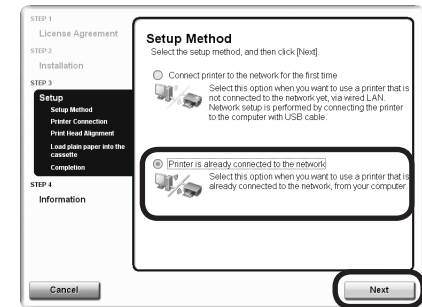 STEP 1
License Agreement
STEP 2
Installation
STEP 3
Setup
Setup Method
Printer Connection
Print Head Alignment
Load plain paper into the
cassette
Completion
STEP 4
Information
Setup Method
Select the setup method, and then click [Next].
Connect printer to the network for the first time
Select this option when you want to use a printer that is
not connected to the network yet, via wired LAN.
Network setup is performed by connecting the printer
to the computer with USB cable.
Printer is already connected to the network
Select this option when you want to use a printer that is
already connected to the network, from your computer.
Cancel
Next